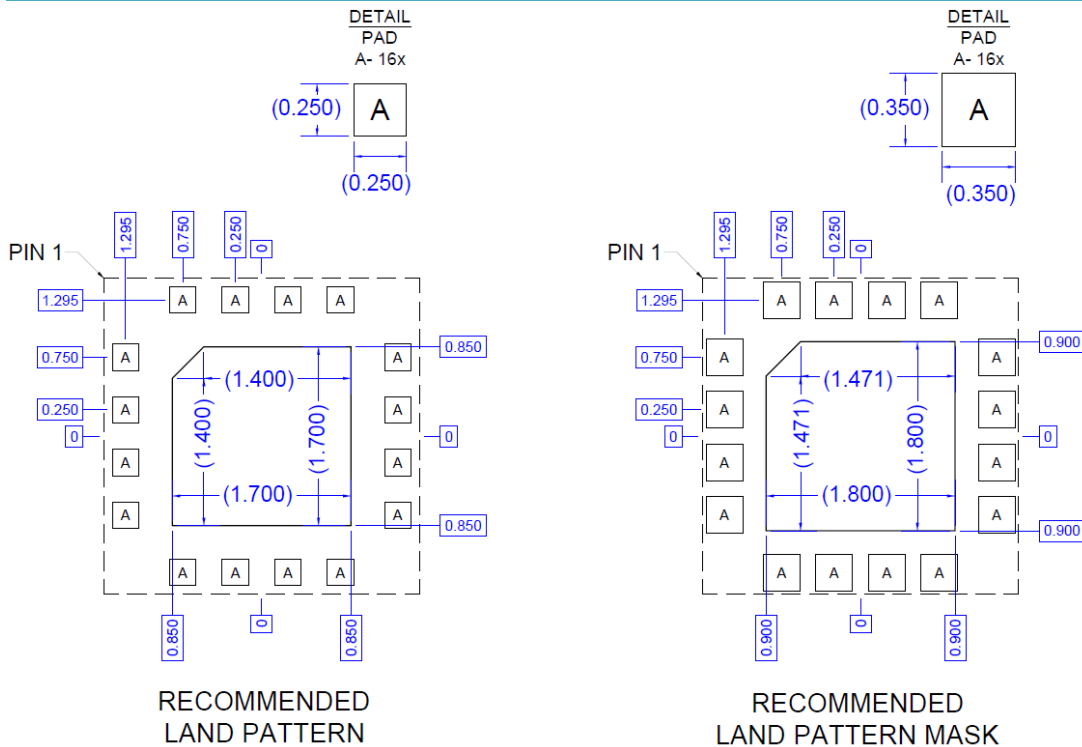 DETAIL
PAD
A- 16x
A
(0.250)
(0.250)
PIN 1
1.295
0.750
0.250
0
1.295
A A A A
0.750
0.250
0
A
A
A
A
A
A
A
A
0.850
0
0.850
(1.400)
(1.400)
(1.700)
(1.700)
A A A A
0.850
0
0.850
RECOMMENDED
LAND PATTERN
DETAIL
PAD
A- 16x
A
(0.350)
(0.350)
PIN 1
1.295
0.750
0.250
0
1.295
A A A A
0.750
0.250
0
A
A
A
A
A
A
A
A
0.900
0
0.900
(1.471)
(1.471)
(1.800)
(1.800)
A A A A
0.900
0
0.900
RECOMMENDED
LAND PATTERN MASK